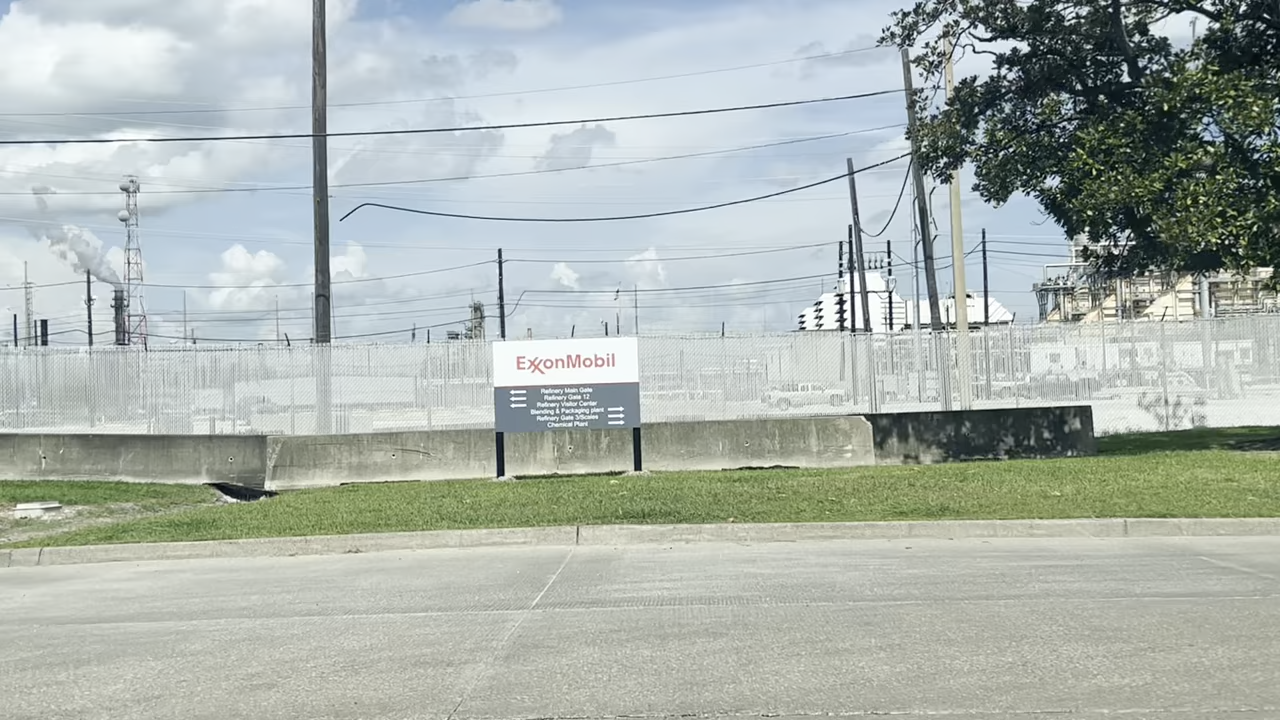 ExxonMobil
Refinery Main Gate
Refinery Gate 12
Refinery Visitor Center
Blending & Packaging plant
Refinery Gate 3/Scales
Chemical Plant